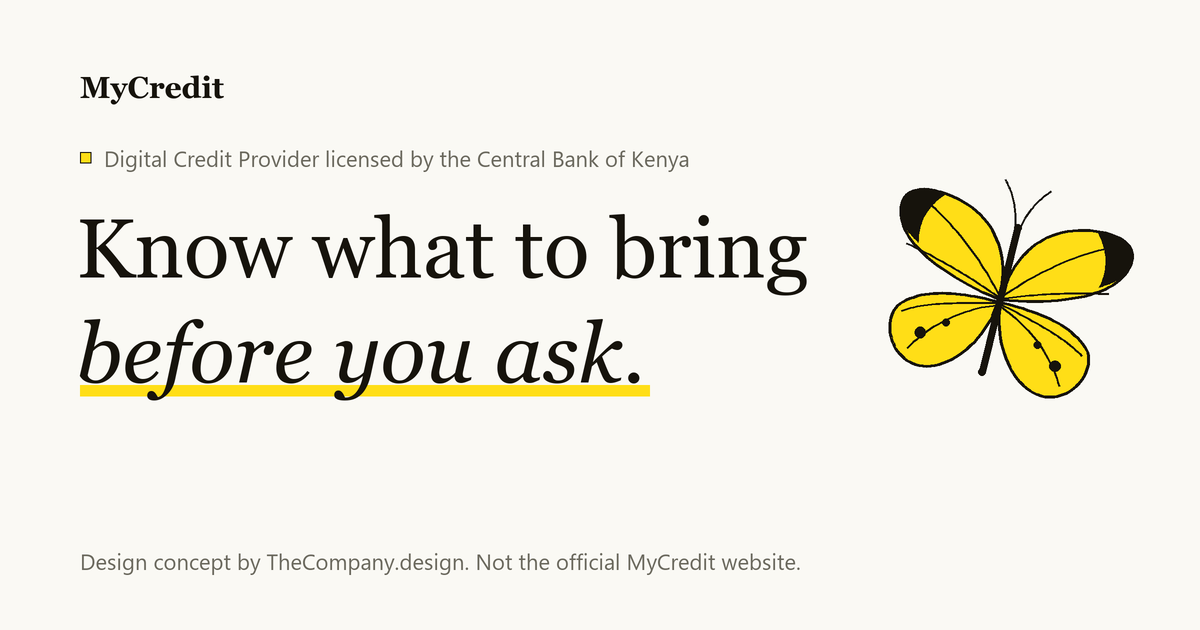 MyCredit
Digital Credit Provider licensed by the Central Bank of Kenya
Know what to bring
before you ask.
Design concept by TheCompany.design. Not the official MyCredit website.